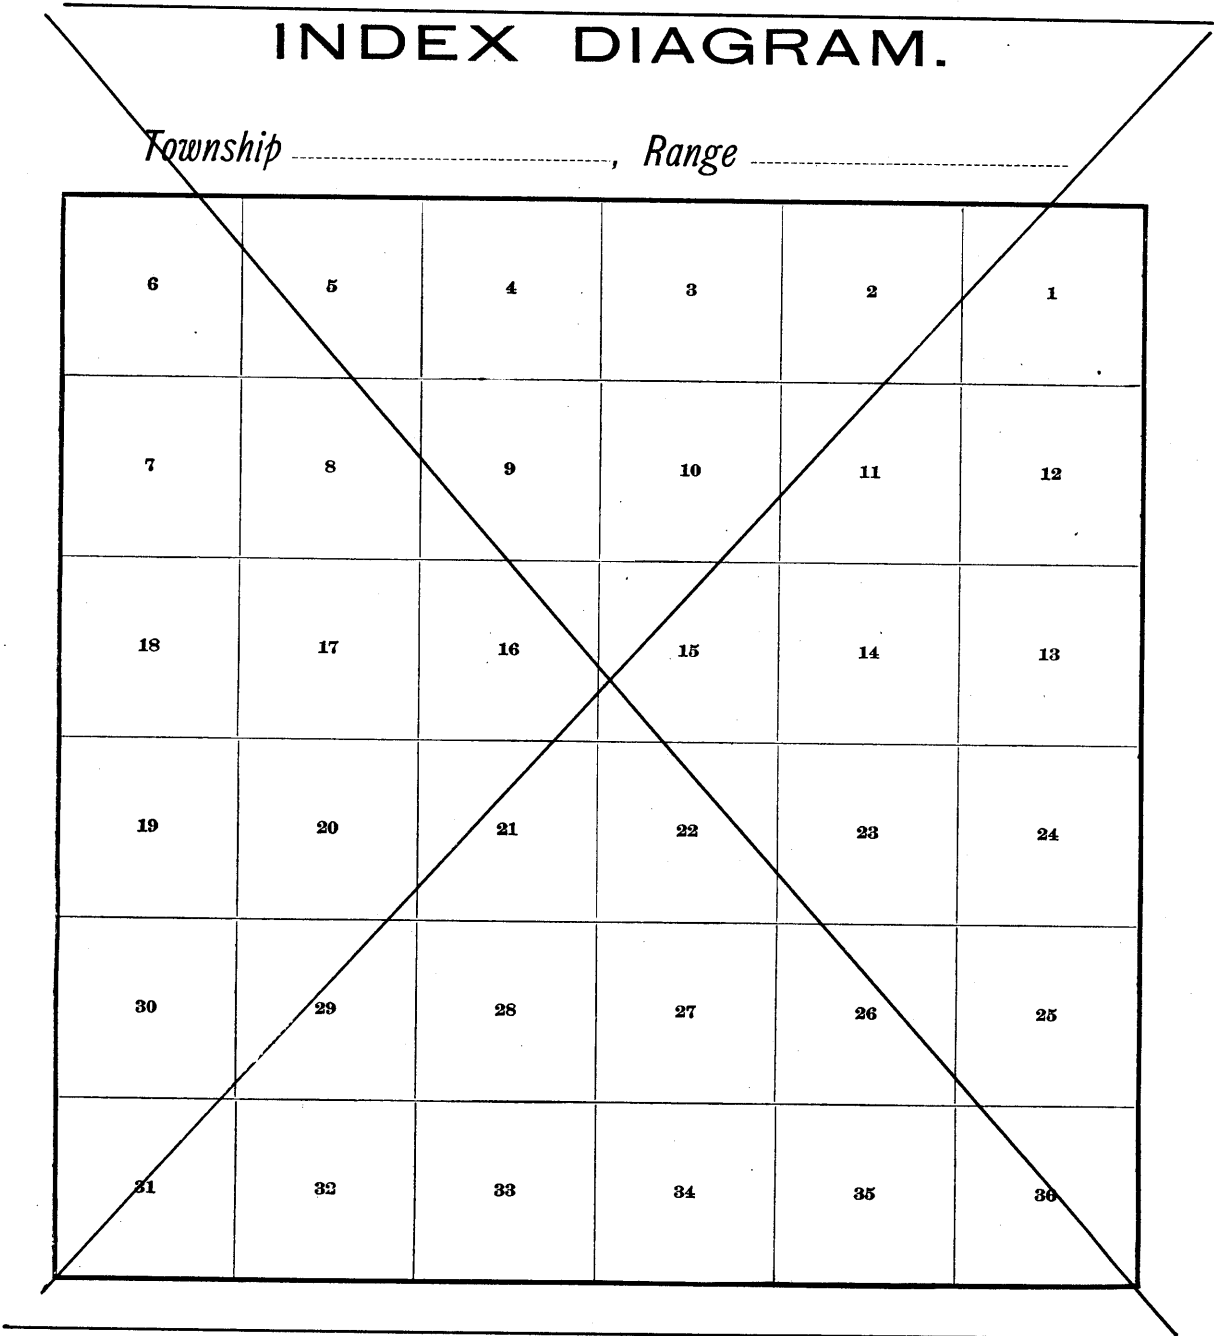 INDEX DIAGRAM.
Township ........................................, Range ........................................
6 5 4 3 2 1
7 8 9 10 11 12
18 17 16 15 14 13
19 20 21 22 23 24
30 29 28 27 26 25
31 32 33 34 35 36